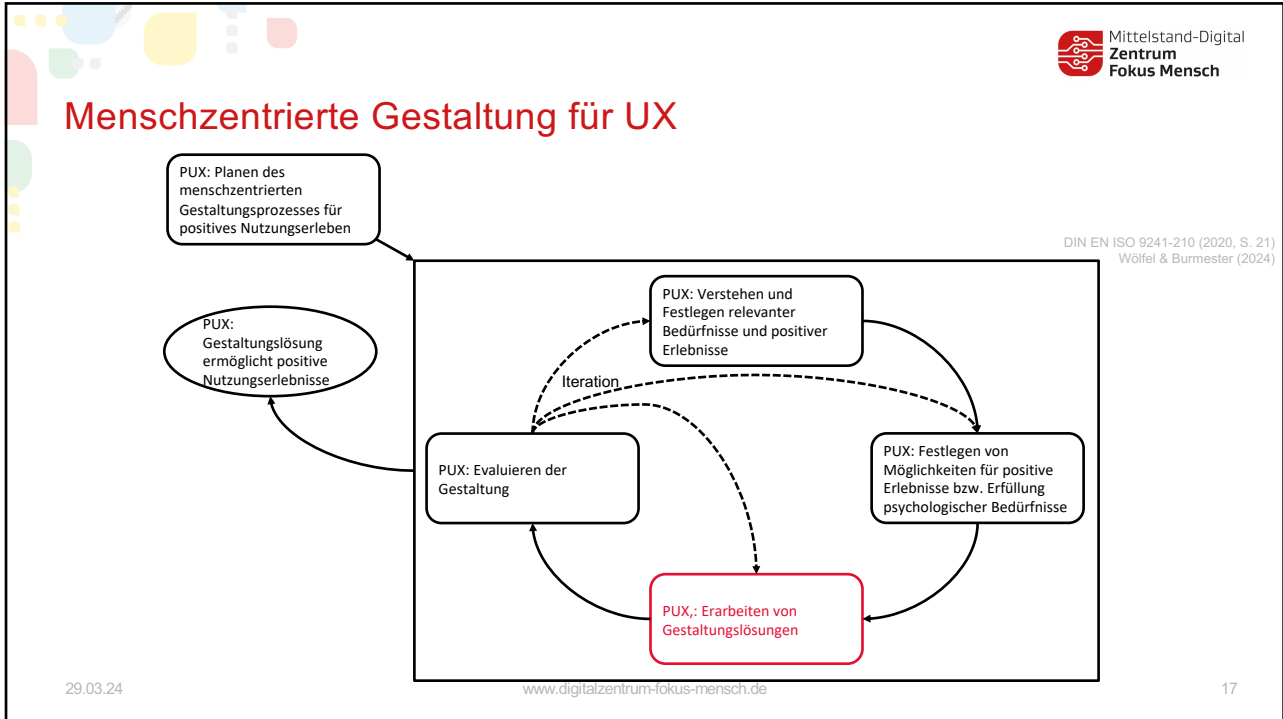 Mittelstand-Digital
Zentrum
Fokus Mensch
Menschzentrierte Gestaltung für UX
PUX: Planen des
menschzentrierten
Gestaltungsprozesses für
positives Nutzungserleben
DIN EN ISO 9241-210 (2020, S. 21)
Wölfel & Burmester (2024)
PUX: Verstehen und
Festlegen relevanter
Bedürfnisse und positiver
Erlebnisse
PUX:
Gestaltungslösung
ermöglicht positive
Nutzungserlebnisse
Iteration
PUX: Evaluieren der
Gestaltung
PUX: Festlegen von
Möglichkeiten für positive
Erlebnisse bzw. Erfüllung
psychologischer Bedürfnisse
PUX,: Erarbeiten von
Gestaltungslösungen
29.03.24
www.digitalzentrum-fokus-mensch.de
17